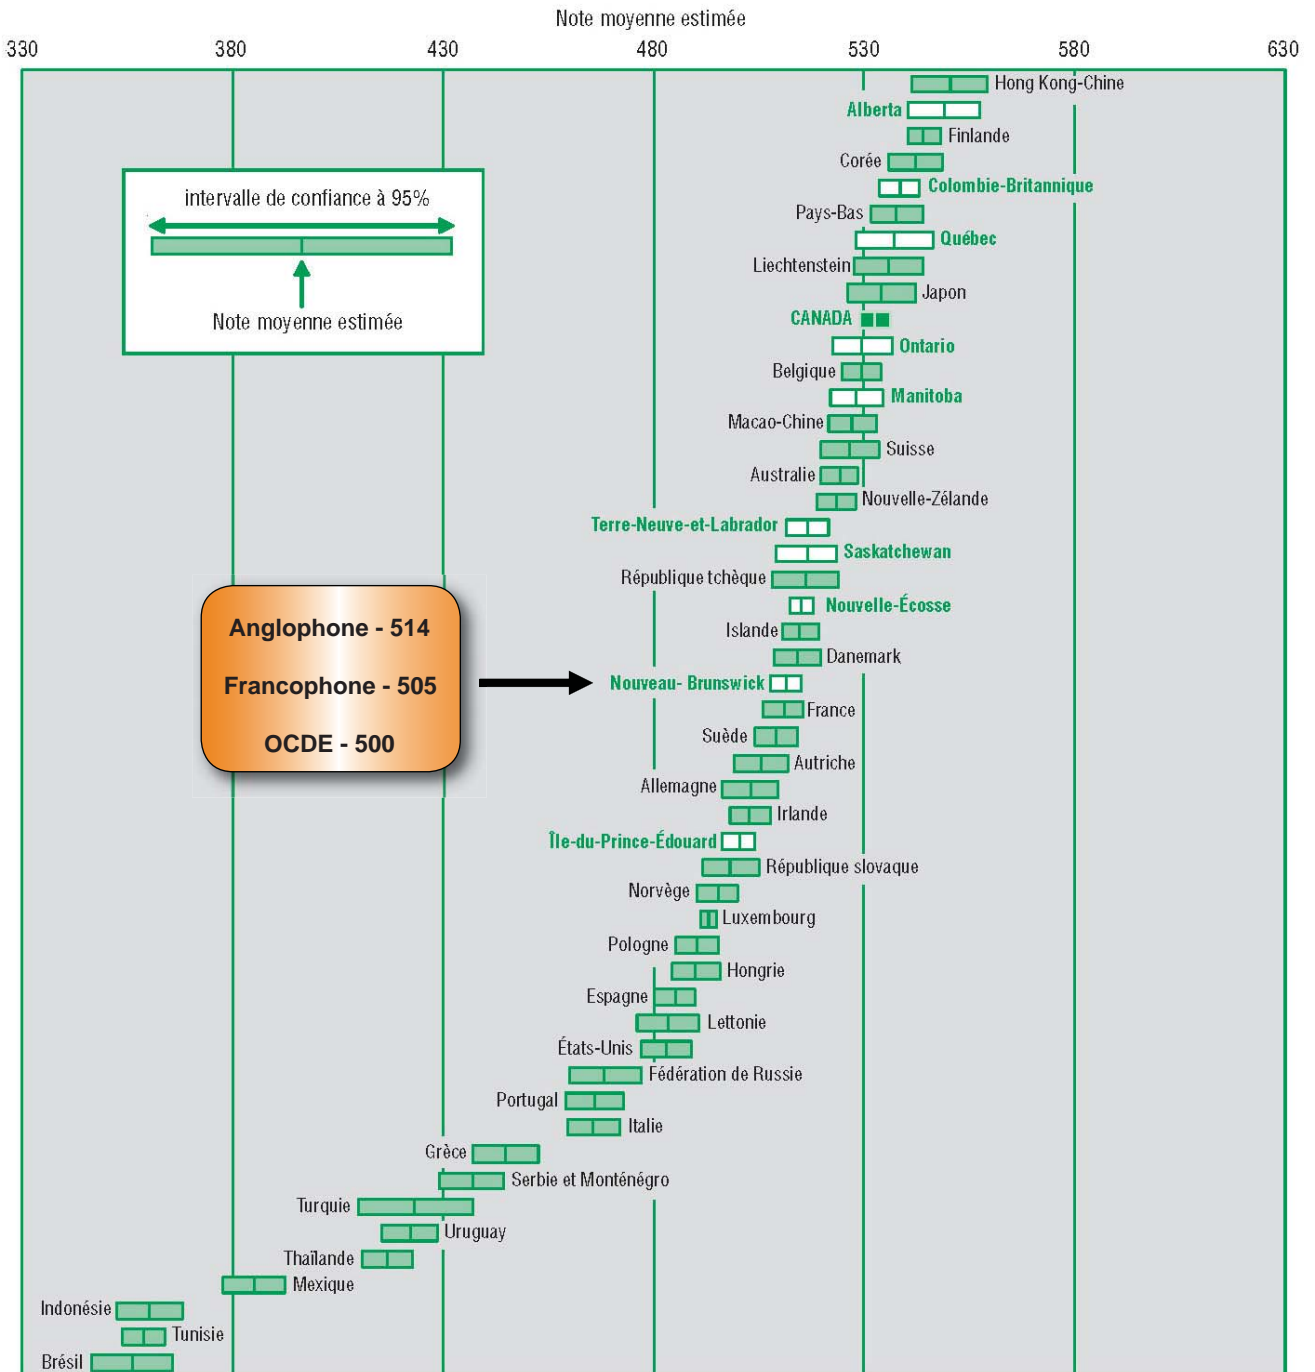 Note moyenne estimée
330 380 430 480 530 580 630
Hong Kong-Chine
Alberta
Finlande
Corée
intervalle de confiance à 95%
Colombie-Britannique
Pays-Bas
Québec
Liechtenstein
Japon
Note moyenne estimée
CANADA
Ontario
Belgique
Manitoba
Macao-Chine
Suisse
Australie
Nouvelle-Zélande
Terre-Neuve-et-Labrador
Saskatchewan
République tchèque
Nouvelle-Écosse
Anglophone - 514
Islande
Danemark
Francophone - 505
Nouveau- Brunswick
France
Suède
OCDE - 500
Autriche
Allemagne
Irlande
Île-du-Prince-Édouard
République slovaque
Norvège
Luxembourg
Pologne
Hongrie
Espagne
Lettonie
États-Unis
Fédération de Russie
Portugal
Italie
Grèce
Serbie et Monténégro
Turquie
Uruguay
Thaïlande
Mexique
Indonésie
Tunisie
Brésil